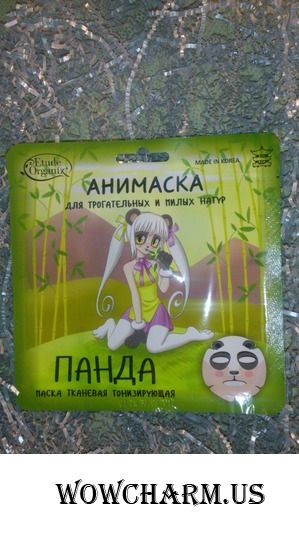 Etude
Organix
MADE IN KOREA
АНИМАСКА
ДЛЯ ТРОГАТЕЛЬНЫХ И МИЛЫХ НАТУР
ПАНДА
МАСКА ТКАНЕВАЯ ТОНИЗИРУЮЩАЯ
WOWCHARM.US